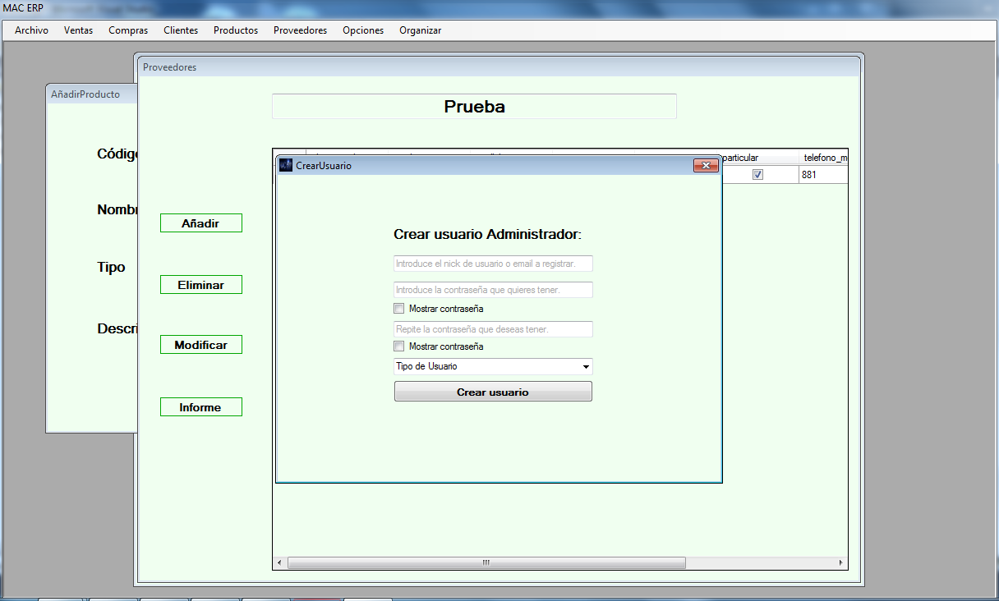 MAC ERP
Archivo Ventas Compras Clientes Productos Proveedores Opciones Organizar
Proveedores
AñadirProducto
Prueba
particular telefono_m
881
CrearUsuario
Código
Nombr
Tipo
Descri
Añadir
Eliminar
Modificar
Informe
Crear usuario Administrador:
Introduce el nick de usuario o email a registrar.
Introduce la contraseña que quieres tener.
Mostrar contraseña
Repite la contraseña que deseas tener.
Mostrar contraseña
Tipo de Usuario
Crear usuario